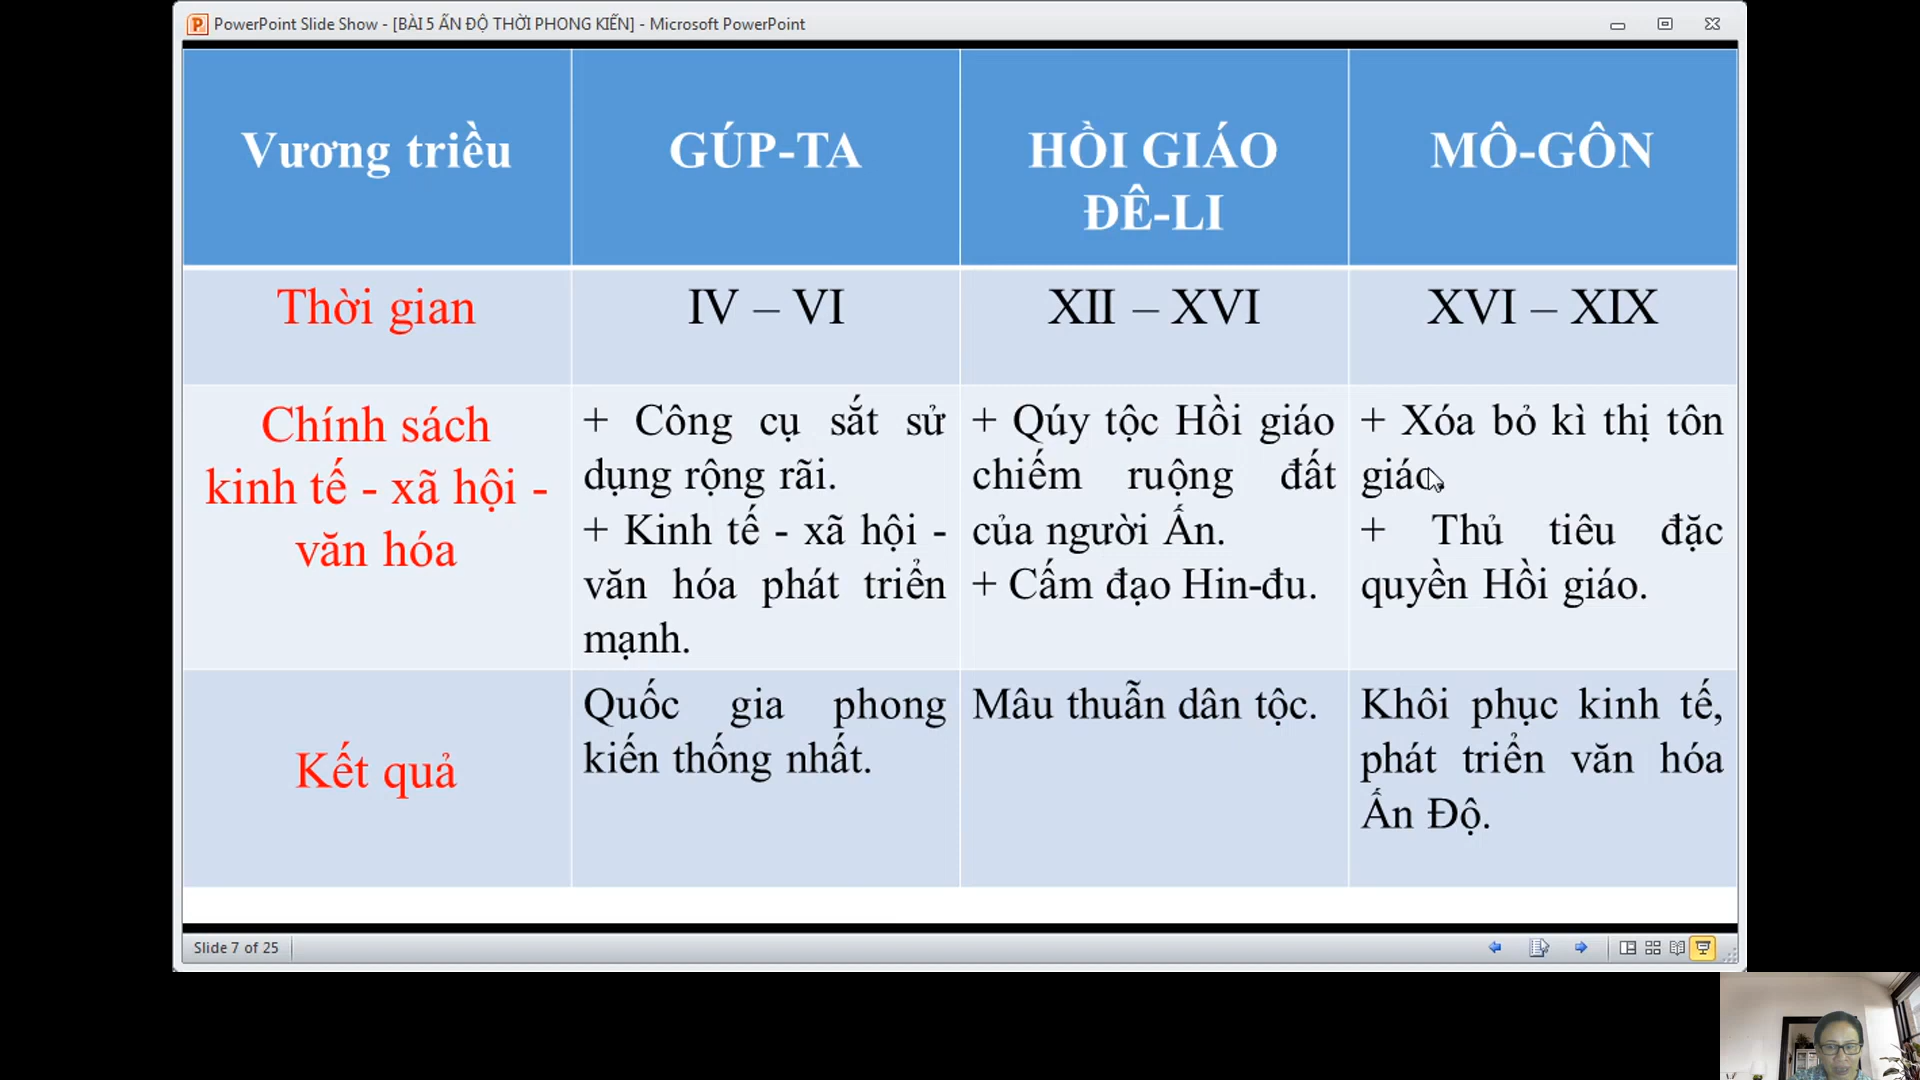 PowerPoint Slide Show - [BÀI 5 ẤN ĐỘ THỜI PHONG KIẾN] - Microsoft PowerPoint
Vương triều
GÚP-TA
HỒI GIÁO
ĐÊ-LI
MÔ-GÔN
Thời gian
IV – VI
XII – XVI
XVI – XIX
Chính sách
kinh tế - xã hội -
văn hóa
+ Công cụ sắt sử
dụng rộng rãi.
+ Kinh tế - xã hội -
văn hóa phát triển
mạnh.
+ Qúy tộc Hồi giáo
chiếm ruộng đất
của người Ấn.
+ Cấm đạo Hin-đu.
+ Xóa bỏ kì thị tôn
giáo.
+ Thủ tiêu đặc
quyền Hồi giáo.
Kết quả
Quốc gia phong
kiến thống nhất.
Mâu thuẫn dân tộc.
Khôi phục kinh tế,
phát triển văn hóa
Ấn Độ.
Slide 7 of 25